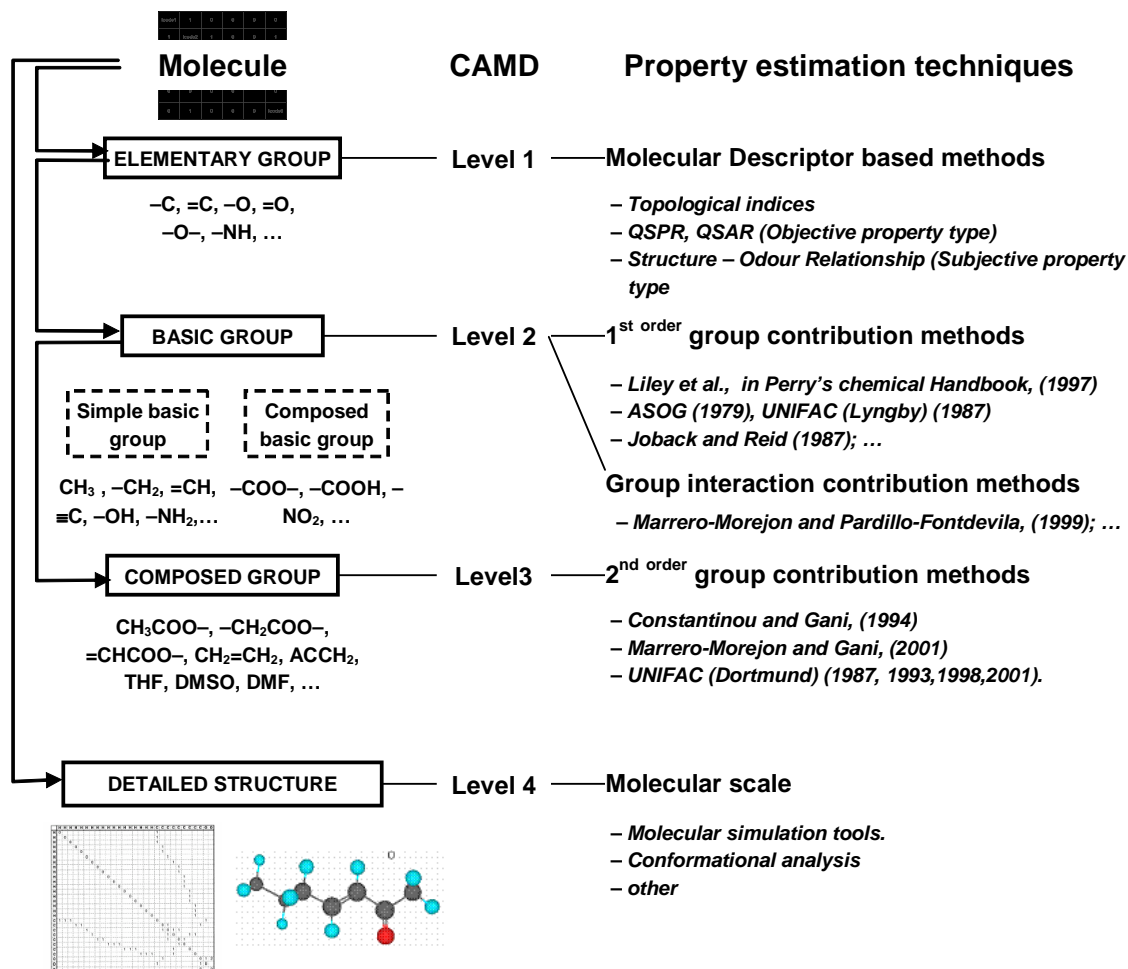 Molecule CAMD Property estimation techniques
ELEMENTARY GROUP Level 1 Molecular Descriptor based methods
–C, =C, –O, =O,
–O–, –NH, …
– Topological indices
– QSPR, QSAR (Objective property type)
– Structure – Odour Relationship (Subjective property
type
BASIC GROUP Level 2 1st order group contribution methods
Simple basic
group
Composed
basic group
– Liley et al., in Perry's chemical Handbook, (1997)
– ASOG (1979), UNIFAC (Lyngby) (1987)
– Joback and Reid (1987); …
CH₃ , –CH₂, =CH,
≡C, –OH, –NH₂,…
–COO–, –COOH, –
NO₂, …
Group interaction contribution methods
– Marrero-Morejon and Pardillo-Fontdevila, (1999); …
COMPOSED GROUP Level3 2nd order group contribution methods
CH₃COO–, –CH₂COO–,
=CHCOO–, CH₂=CH₂, ACCH₂,
THF, DMSO, DMF, …
– Constantinou and Gani, (1994)
– Marrero-Morejon and Gani, (2001)
– UNIFAC (Dortmund) (1987, 1993,1998,2001).
DETAILED STRUCTURE Level 4 Molecular scale
– Molecular simulation tools.
– Conformational analysis
– other